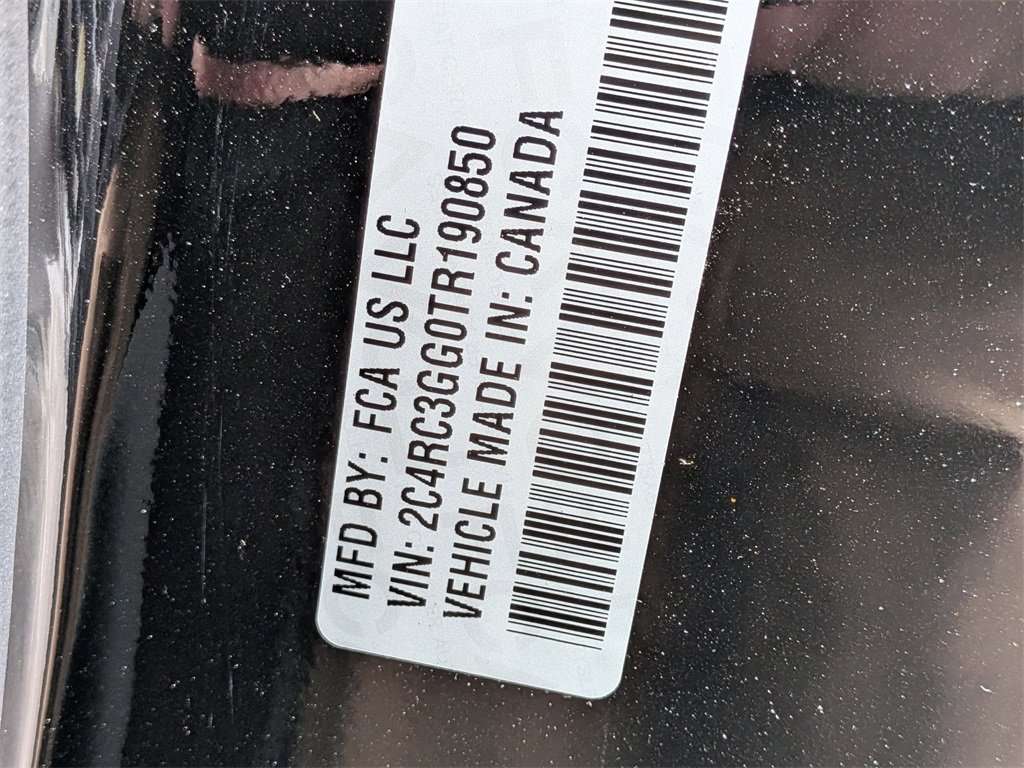 MFD BY: FCA US LLC
VIN: 2C4RC3GG0TR190850
VEHICLE MADE IN: CANADA